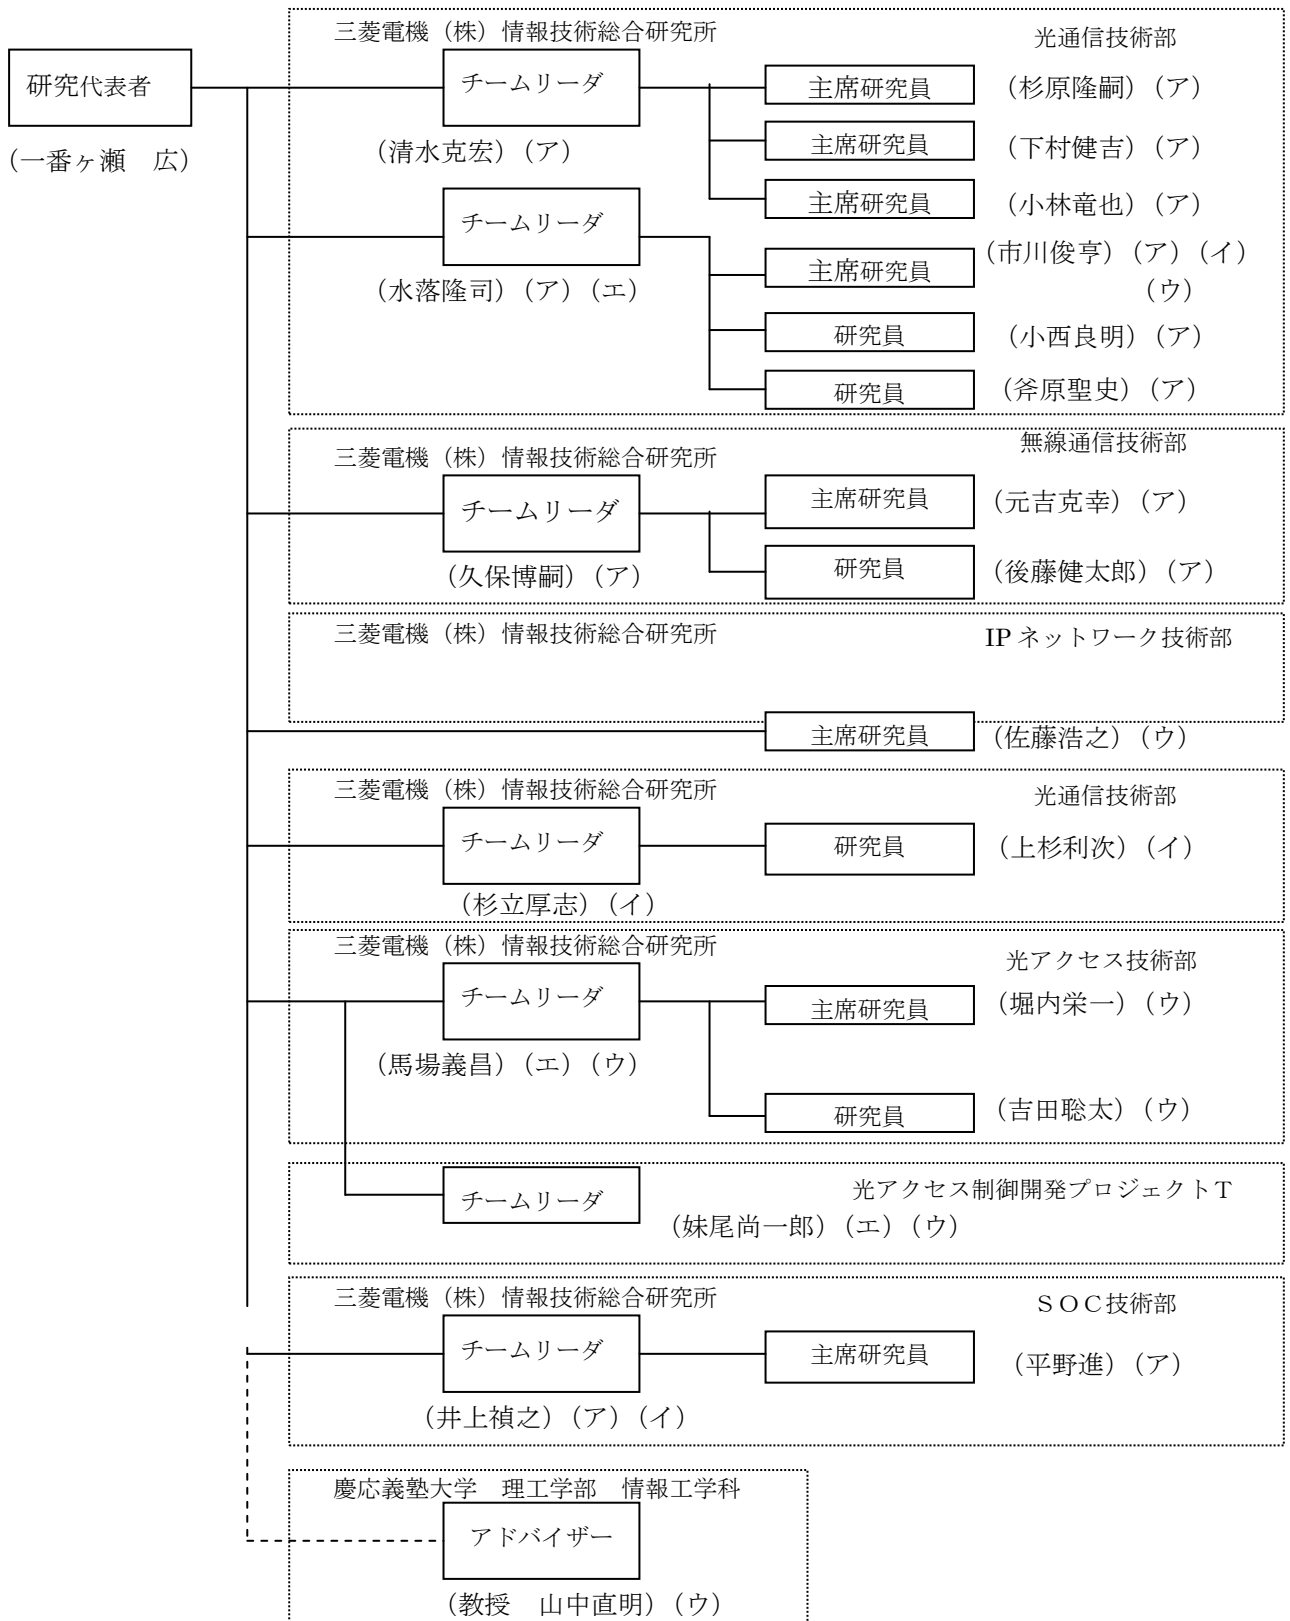 三菱電機（株）情報技術総合研究所
光通信技術部
研究代表者
（一番ヶ瀬　広）
チームリーダ
（清水克宏）（ア）
主席研究員
（杉原隆嗣）（ア）
主席研究員
（下村健吉）（ア）
主席研究員
（小林竜也）（ア）
チームリーダ
（水落隆司）（ア）（エ）
主席研究員
（市川俊亨）（ア）（イ）
（ウ）
研究員
（小西良明）（ア）
研究員
（斧原聖史）（ア）
三菱電機（株）情報技術総合研究所
無線通信技術部
チームリーダ
（久保博嗣）（ア）
主席研究員
（元吉克幸）（ア）
研究員
（後藤健太郎）（ア）
三菱電機（株）情報技術総合研究所
IP ネットワーク技術部
主席研究員
（佐藤浩之）（ウ）
三菱電機（株）情報技術総合研究所
光通信技術部
チームリーダ
（杉立厚志）（イ）
研究員
（上杉利次）（イ）
三菱電機（株）情報技術総合研究所
光アクセス技術部
チームリーダ
（馬場義昌）（エ）（ウ）
主席研究員
（堀内栄一）（ウ）
研究員
（吉田聡太）（ウ）
チームリーダ
光アクセス制御開発プロジェクトT
（妹尾尚一郎）（エ）（ウ）
三菱電機（株）情報技術総合研究所
ＳＯＣ技術部
チームリーダ
（井上禎之）（ア）（イ）
主席研究員
（平野進）（ア）
慶応義塾大学　理工学部　情報工学科
アドバイザー
（教授　山中直明）（ウ）